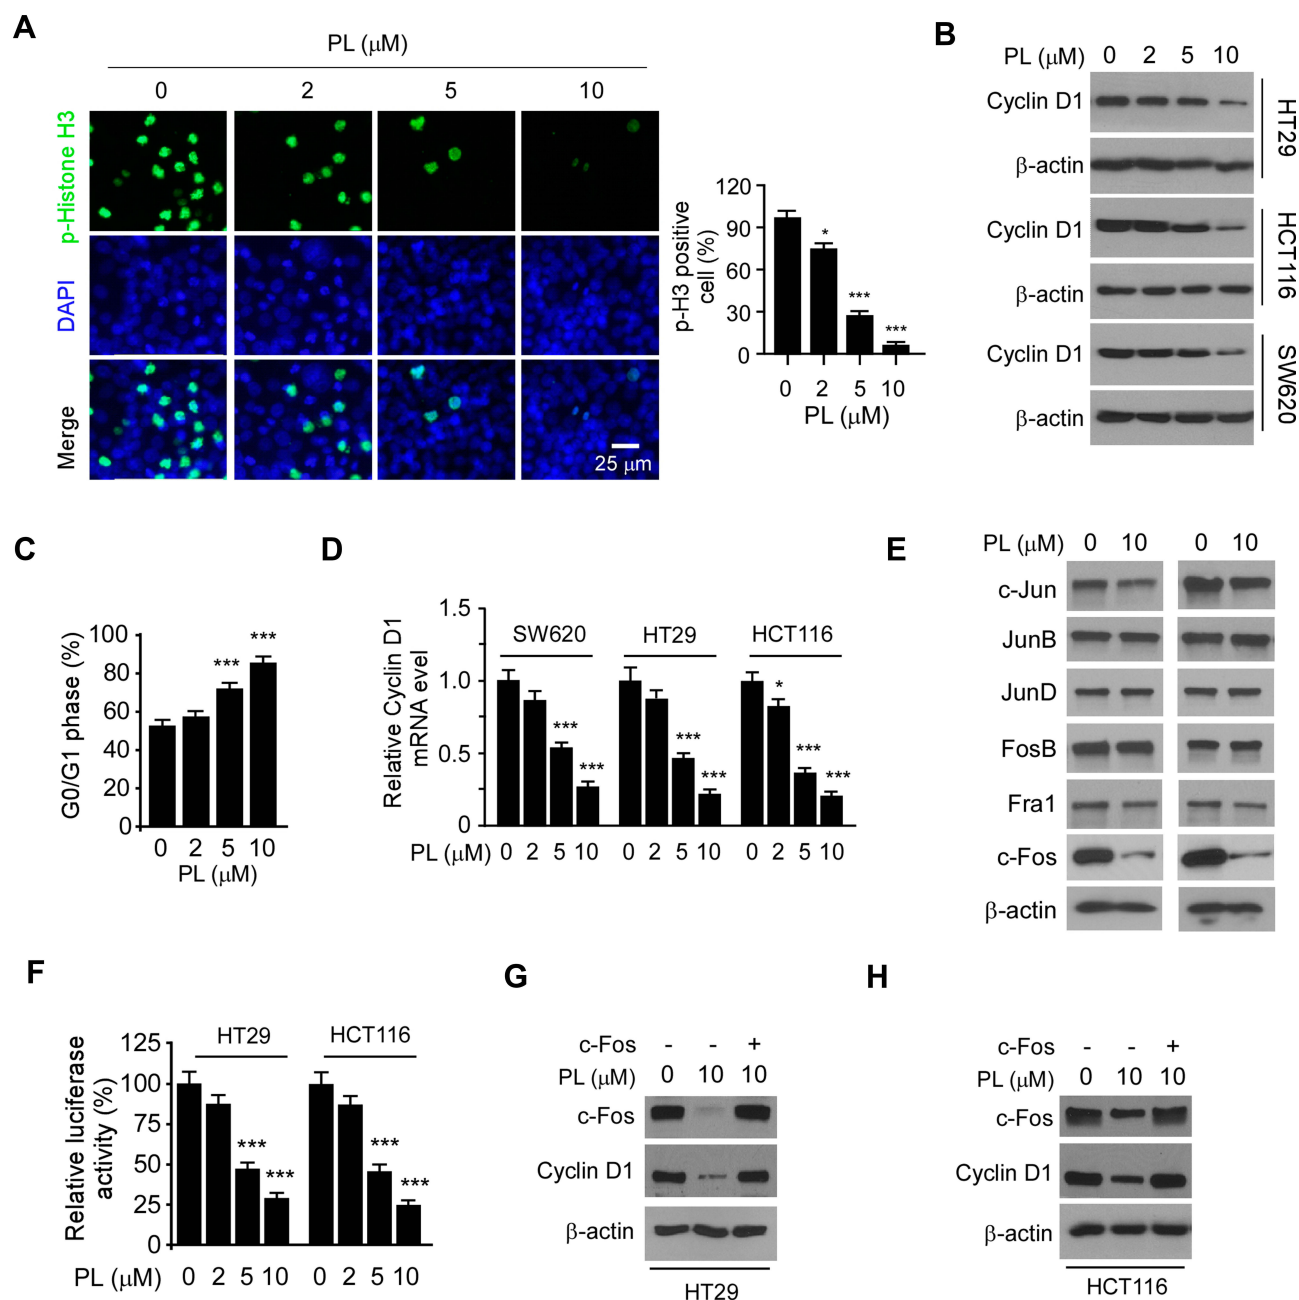 A
PL (μM)
0 2 5 10
p-Histone H3
DAPI
Merge
25 μm
p-H3 positive
cell (%)
120
90
60
30
0
*
***
***
0 2 5 10
PL (μM)
B
PL (μM) 0 2 5 10
Cyclin D1
β-actin
HT29
Cyclin D1
β-actin
HCT116
Cyclin D1
β-actin
SW620
C
G0/G1 phase (%)
100
80
60
40
20
0
***
***
0 2 5 10
PL (μM)
D
Relative Cyclin D1
mRNA evel
1.5
1.0
0.5
0
SW620 HT29 HCT116
***
***
***
***
*
***
***
PL (μM) 0 2 5 10 0 2 5 10 0 2 5 10
E
PL (μM) 0 10 0 10
c-Jun
JunB
JunD
FosB
Fra1
c-Fos
β-actin
F
Relative luciferase
activity (%)
125
100
75
50
25
0
HT29 HCT116
***
***
***
***
PL (μM) 0 2 5 10 0 2 5 10
G
c-Fos - - +
PL (μM) 0 10 10
c-Fos
Cyclin D1
β-actin
HT29
H
c-Fos - - +
PL (μM) 0 10 10
c-Fos
Cyclin D1
β-actin
HCT116